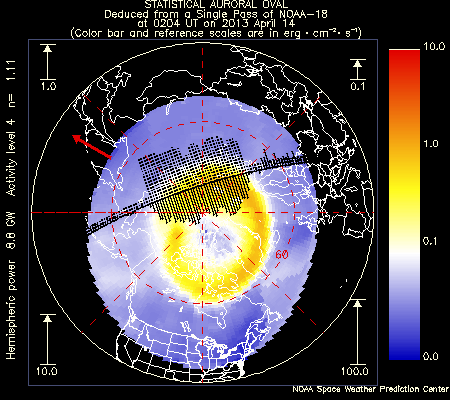 STATISTICAL AURORAL OVAL
Deduced from a Single Pass of NOAA-18
at 0204 UT on 2013 April 14
(Color bar and reference scales are in erg · cm⁻² · s⁻¹)
1.0
0.1
10.0
100.0
60
10.0
1.0
0.1
0.0
Hemispheric power 8.8 GW Activity level 4 n= 1.11
NOAA Space Weather Prediction Center